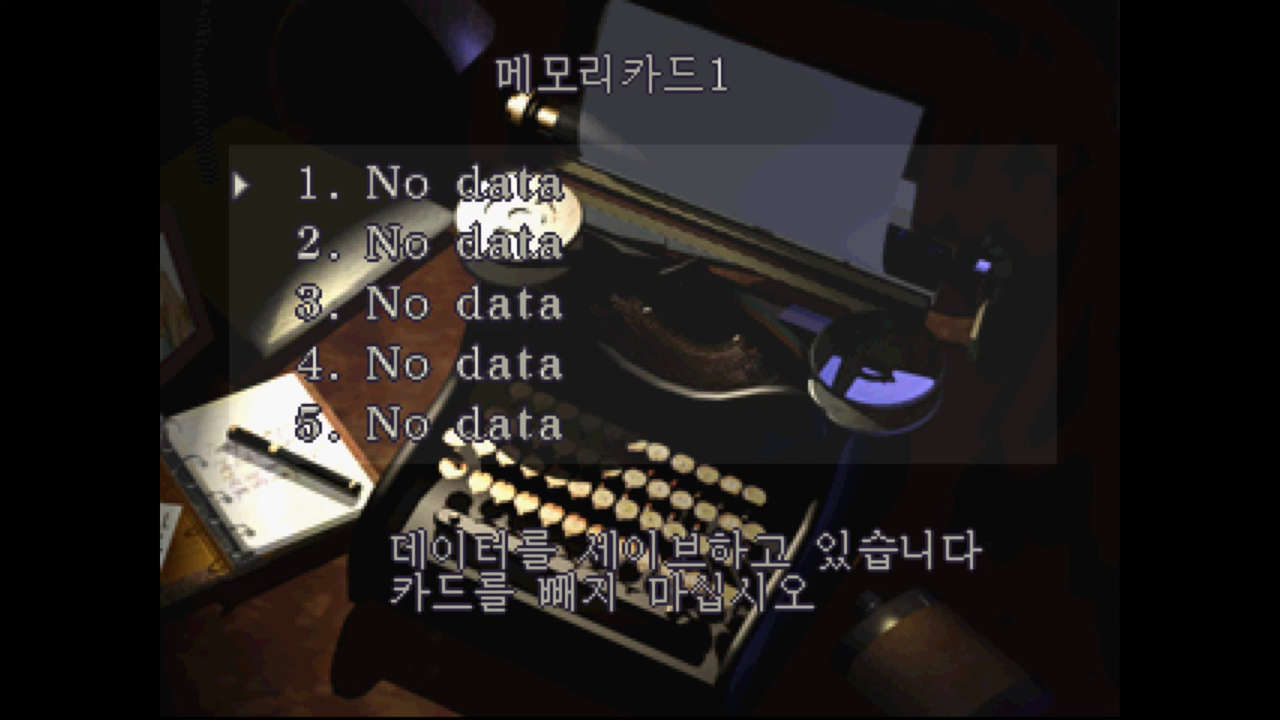 메모리카드1
1. No data
2. No data
3. No data
4. No data
5. No data
데이터를 세이브하고 있습니다
카드를 빼지 마십시오